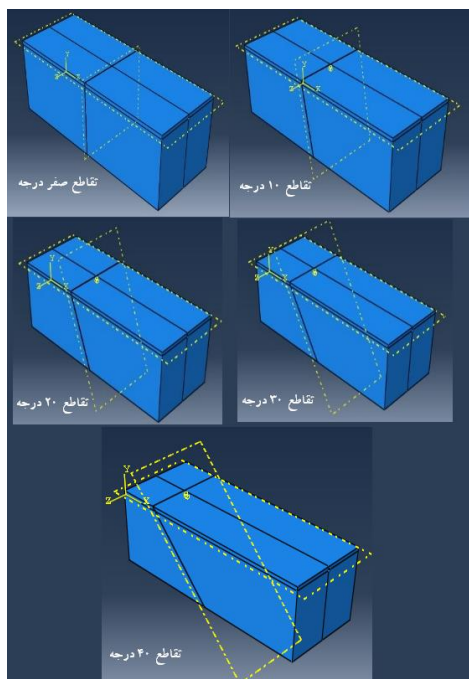 تقاطع صفر درجه
تقاطع ۱۰ درجه
تقاطع ۲۰ درجه
تقاطع ۳۰ درجه
تقاطع ۴۰ درجه
Y
Z
X